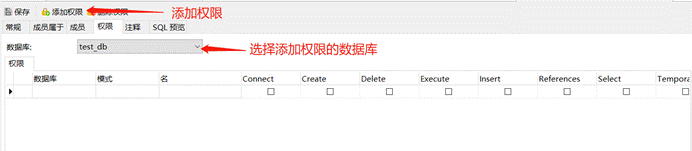 保存 添加权限 删除权限 添加权限
常规 成员属于 成员 权限 注释 SQL 预览
数据库: test_db 选择添加权限的数据库
权限
数据库 模式 名 Connect Create Delete Execute Insert References Select Tempora